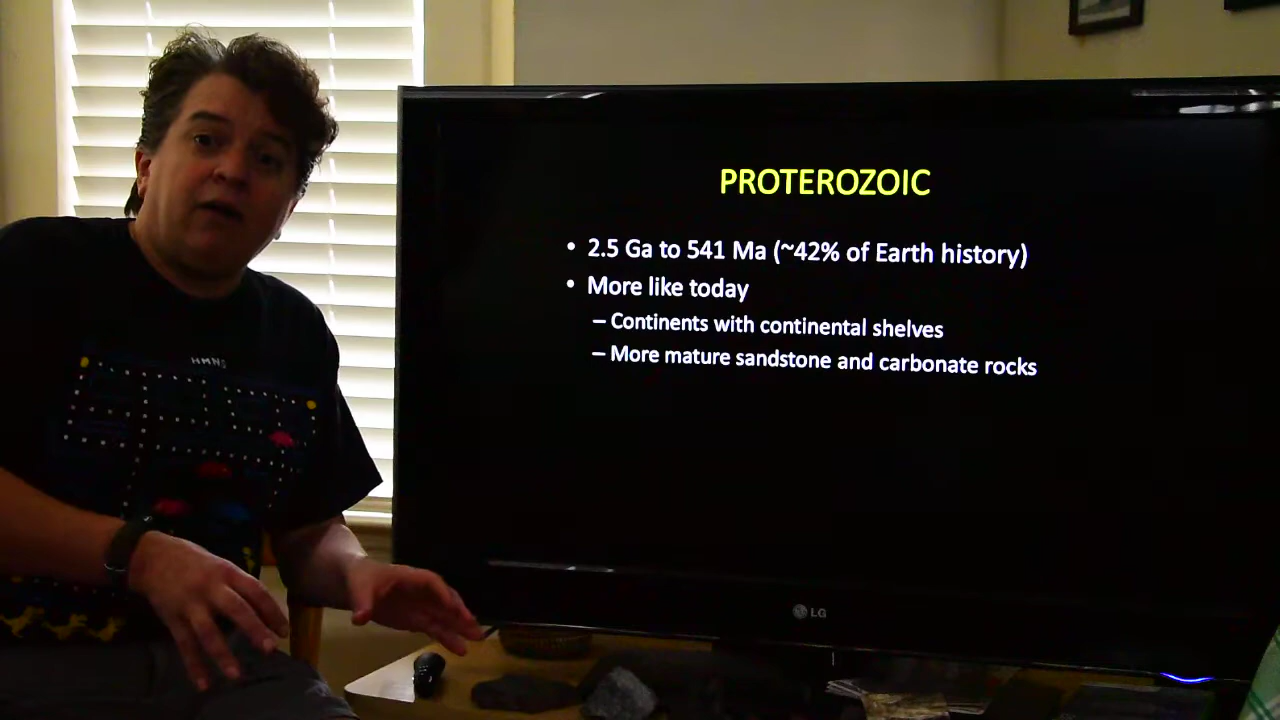 PROTEROZOIC
• 2.5 Ga to 541 Ma (~42% of Earth history)
• More like today
– Continents with continental shelves
– More mature sandstone and carbonate rocks
HMNS
LG